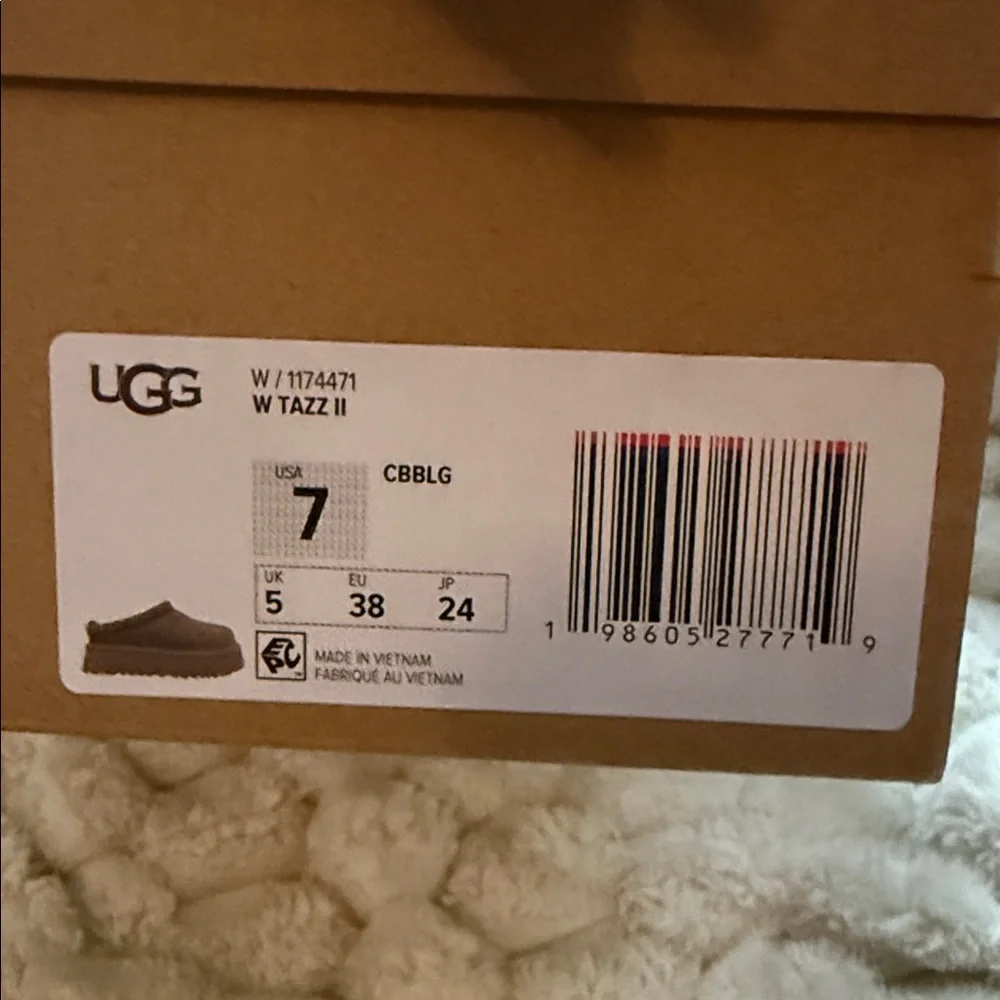 UGG
W / 1174471
W TAZZ II
USA
7
CBBLG
UK EU JP
5 38 24
MADE IN VIETNAM
FABRIQUÉ AU VIETNAM
1 98605 27771 9